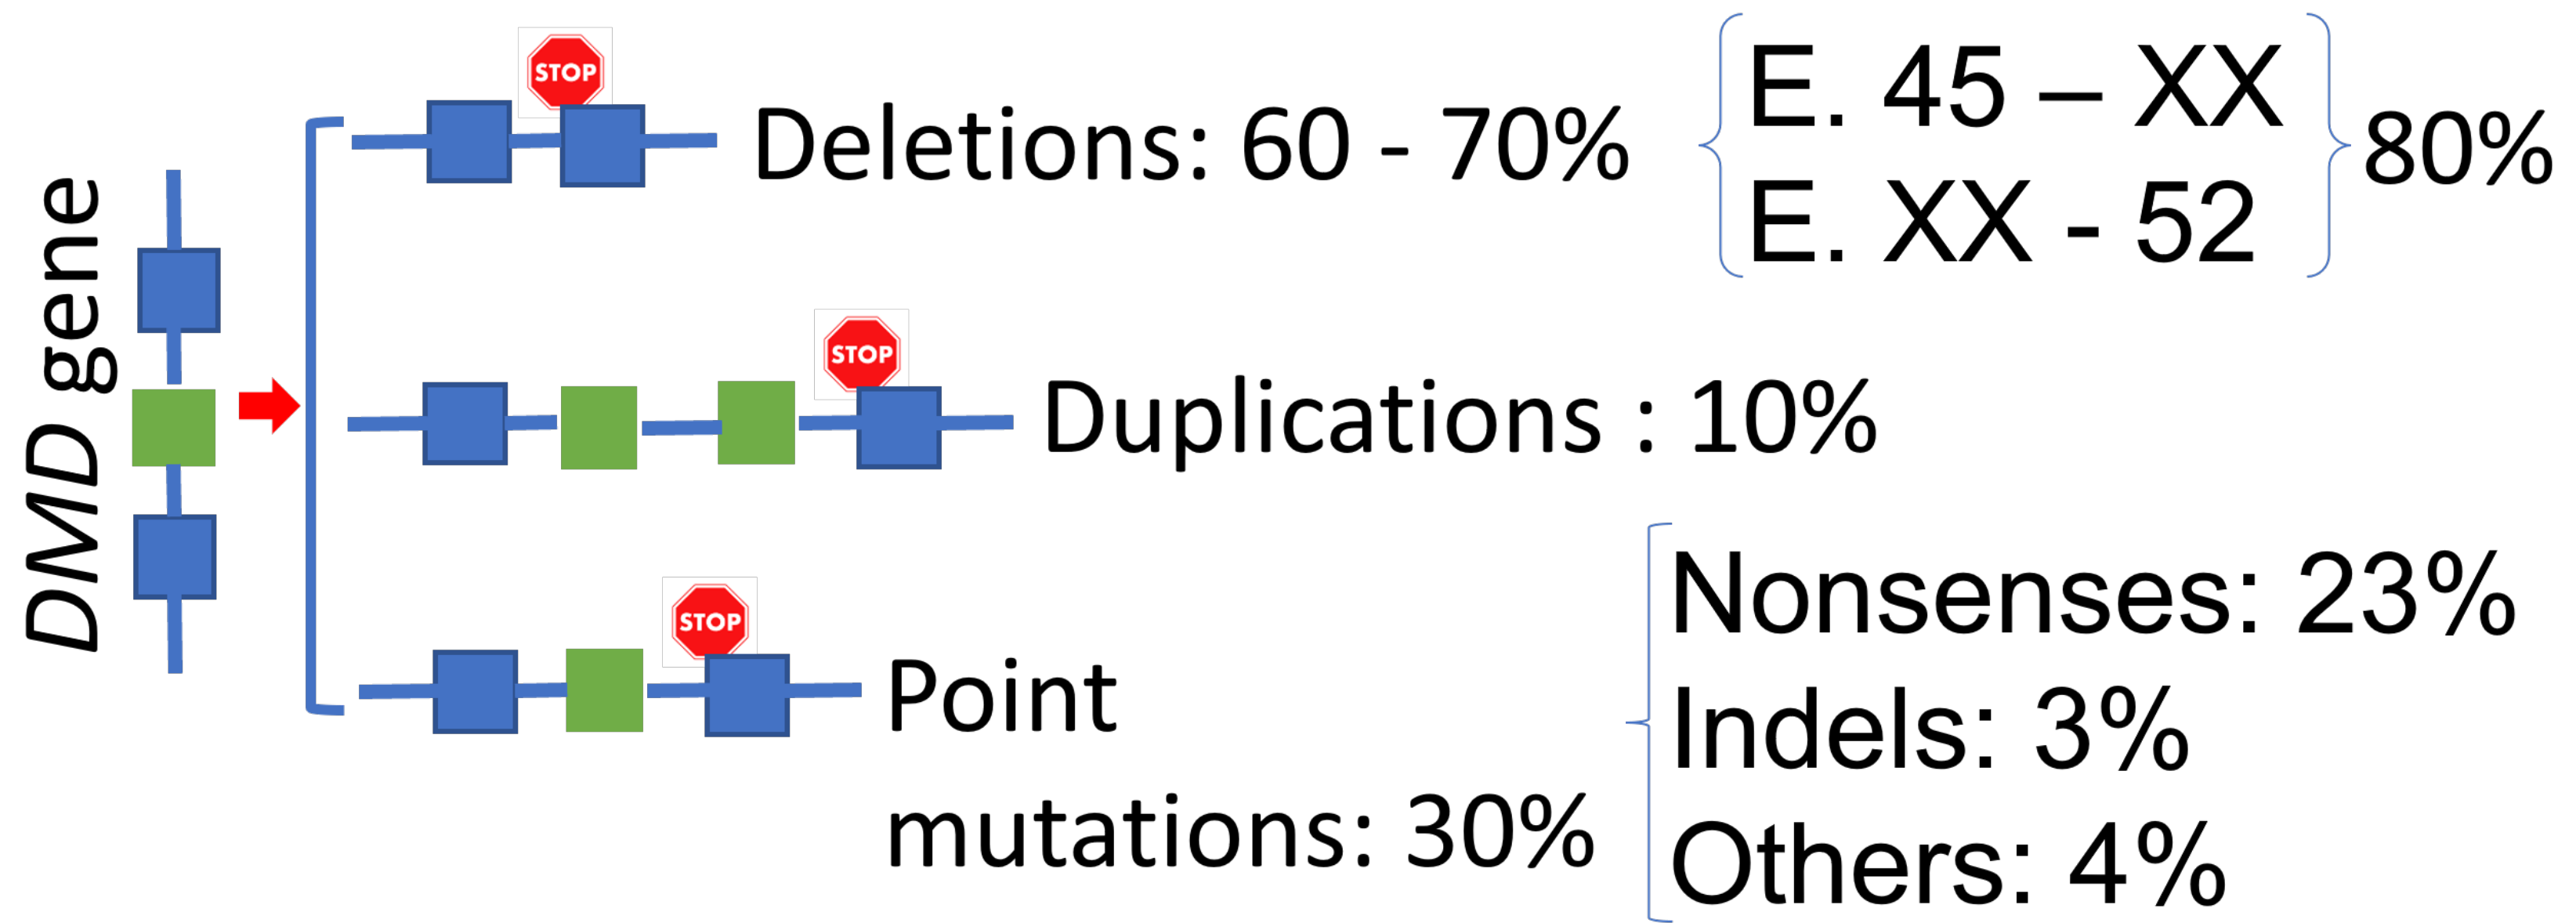 DMD gene
STOP
Deletions: 60 - 70%
E. 45 – XX
E. XX - 52
80%
STOP
Duplications : 10%
STOP
Point
mutations: 30%
Nonsenses: 23%
Indels: 3%
Others: 4%